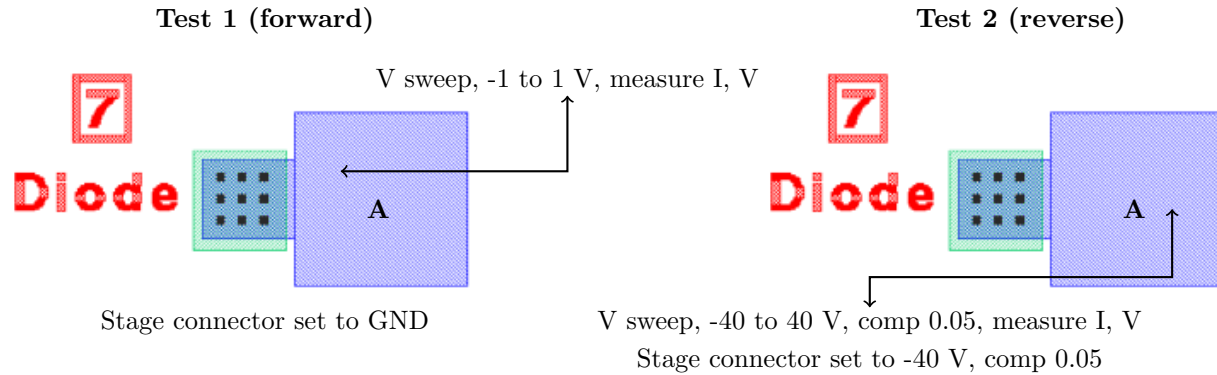 Test 1 (forward)
V sweep, -1 to 1 V, measure I, V
7
Diode
A
Stage connector set to GND
Test 2 (reverse)
7
Diode
A
V sweep, -40 to 40 V, comp 0.05, measure I, V
Stage connector set to -40 V, comp 0.05